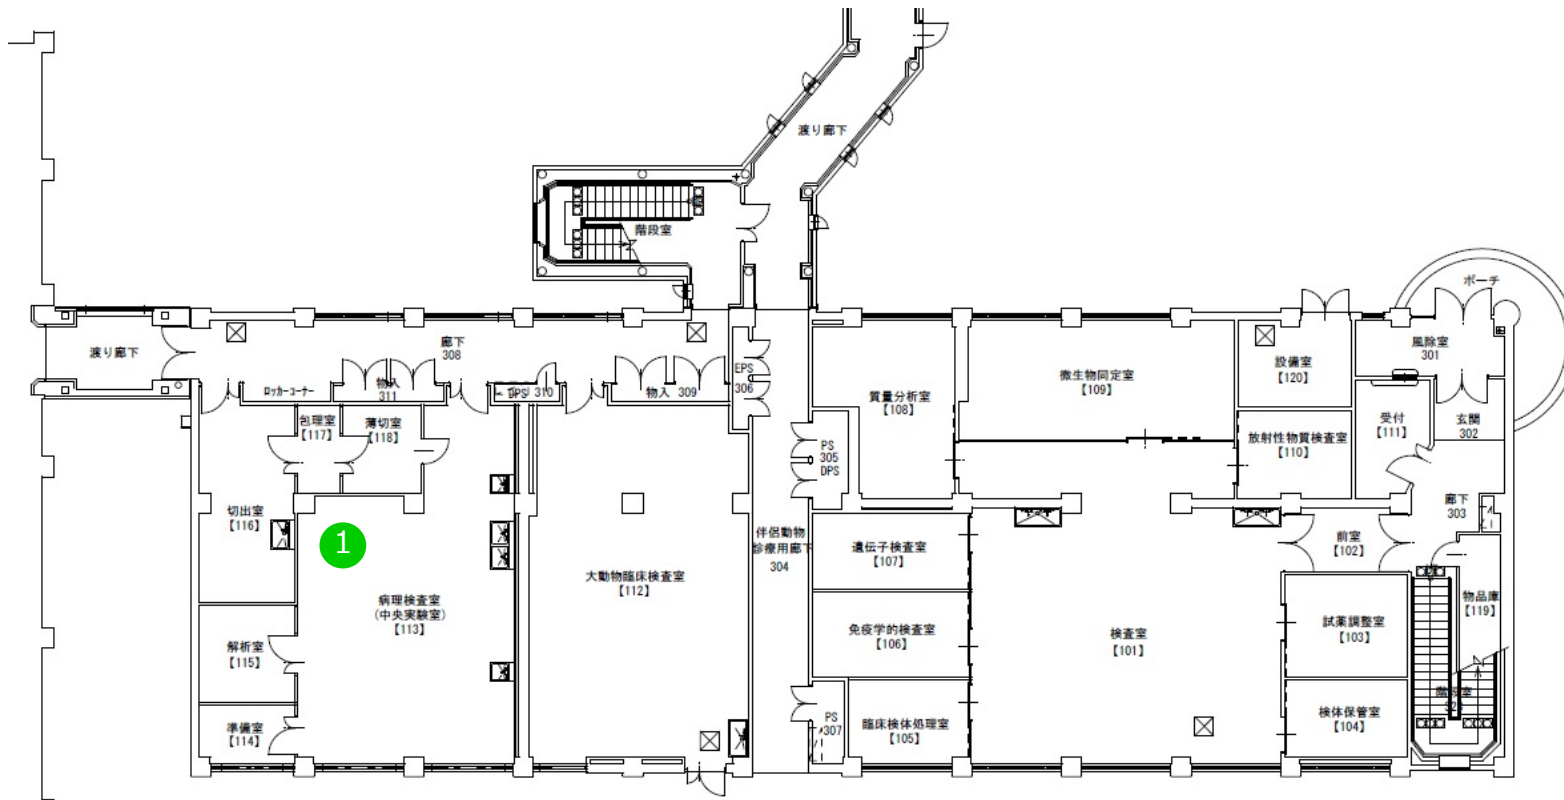 渡り廊下
階段室
ポーチ
渡り廊下
廊下
308
EPS
306
設備室
【120】
風除室
301
ﾛｯｶｰｺｰﾅｰ
物入
311
DPS
310
物入 309
質量分析室
【108】
微生物同定室
【109】
受付
【111】
玄関
302
包理室
【117】
薄切室
【118】
PS
305
DPS
放射性物質検査室
【110】
切出室
【116】
1
廊下
303
伴侶動物
診療用廊下
304
遺伝子検査室
【107】
前室
【102】
大動物臨床検査室
【112】
病理検査室
(中央実験室)
【113】
物品庫
【119】
免疫学的検査室
【106】
検査室
【101】
試薬調整室
【103】
解析室
【115】
階段室
準備室
【114】
PS
307
臨床検体処理室
【105】
検体保管室
【104】